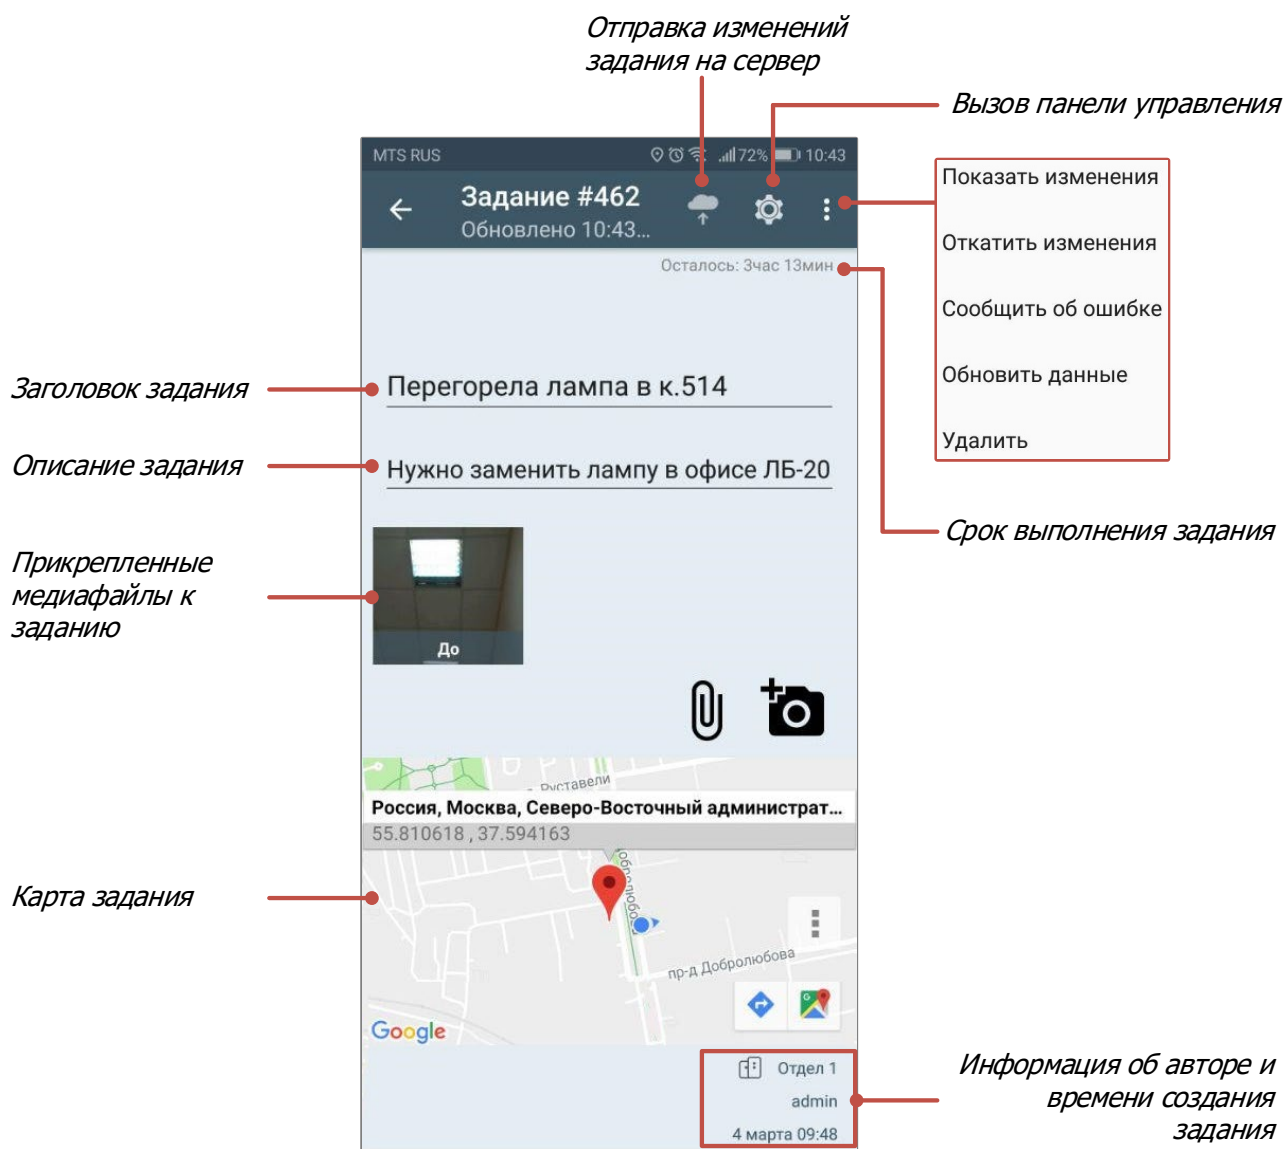 Отправка изменений
задания на сервер
Вызов панели управления
MTS RUS
72%
10:43
Задание #462
Обновлено 10:43...
Показать изменения
Откатить изменения
Сообщить об ошибке
Обновить данные
Удалить
Осталось: 3час 13мин
Заголовок задания
Перегорела лампа в к.514
Описание задания
Нужно заменить лампу в офисе ЛБ-20
Срок выполнения задания
Прикрепленные
медиафайлы к
заданию
До
Руставели
Россия, Москва, Северо-Восточный администрат...
55.810618 , 37.594163
Карта задания
пр-д Добролюбова
Google
Отдел 1
admin
4 марта 09:48
Информация об авторе и
времени создания
задания